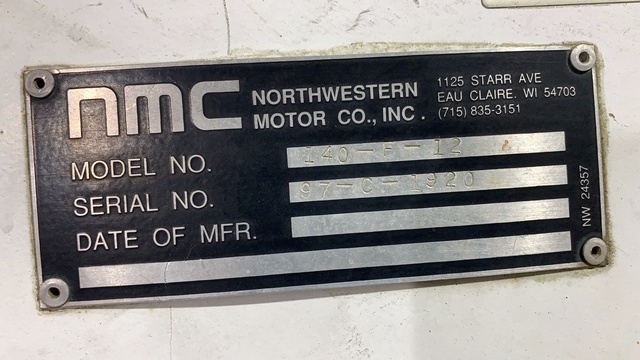 nmc
NORTHWESTERN
MOTOR CO., INC.
1125 STARR AVE
EAU CLAIRE, WI 54703
(715) 835-3151
MODEL NO. 140-F-12
SERIAL NO. 97-C-1920
DATE OF MFR.
NW 24357